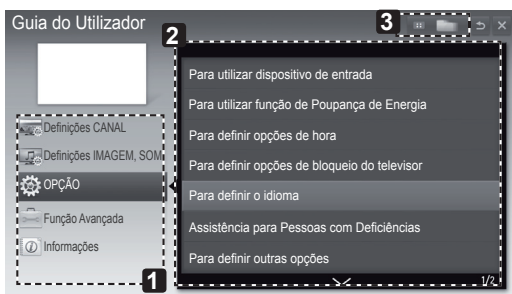 Guia do Utilizador
3
2
Para utilizar dispositivo de entrada
Para utilizar função de Poupança de Energia
Para definir opções de hora
Para definir opções de bloqueio do televisor
Para definir o idioma
Assistência para Pessoas com Deficiências
Para definir outras opções
1/2
Definições CANAL
Definições IMAGEM, SOM
OPÇÃO
Função Avançada
Informações
1